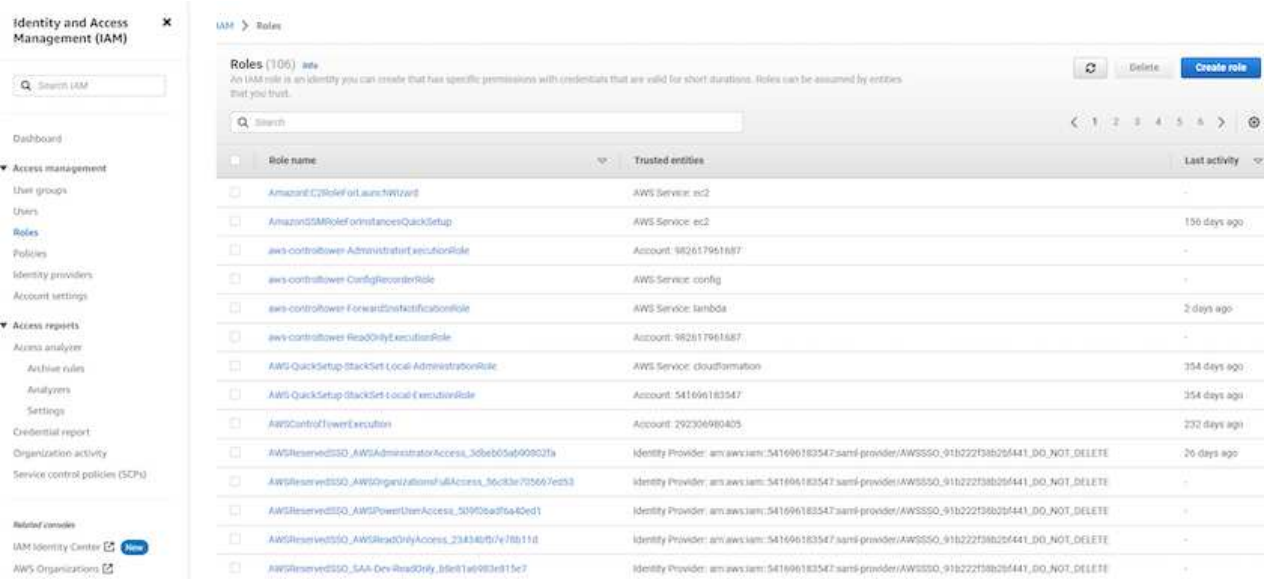 Identity and Access
Management (IAM)
Search IAM
Dashboard
Access management
User groups
Users
Roles
Policies
Identity providers
Account settings
Access reports
Access analyzer
Archive rules
Analyzers
Settings
Credential report
Organization activity
Service control policies (SCPs)
Related consoles
IAM Identity Center New
AWS Organizations
IAM > Roles
Roles (106) Info
An IAM role is an identity you can create that has specific permissions with credentials that are valid for short durations. Roles can be assumed by entities
that you trust.
Delete
Create role
Search
1 2 3 4 5 6
Role name Trusted entities Last activity
AmazonEC2RoleForLaunchWizard AWS Service: ec2 -
AmazonSSMRoleForInstancesQuickSetup AWS Service: ec2 156 days ago
aws-controltower-AdministratorExecutionRole Account: 982617961687 -
aws-controltower-ConfigRecorderRole AWS Service: config -
aws-controltower-ForwardSnsNotificationRole AWS Service: lambda 2 days ago
aws-controltower-ReadOnlyExecutionRole Account: 982617961687 -
AWS-QuickSetup-StackSet-Local-AdministrationRole AWS Service: cloudformation 354 days ago
AWS-QuickSetup-StackSet-Local-ExecutionRole Account: 541696183547 354 days ago
AWSControlTowerExecution Account: 292306980405 232 days ago
Identity Provider: arn:aws:iam::541696183547:saml-provider/AWSSSO_91b222f38b2bf441_DO_NOT_DELETE 26 days ago
Identity Provider: arn:aws:iam::541696183547:saml-provider/AWSSSO_91b222f38b2bf441_DO_NOT_DELETE -
Identity Provider: arn:aws:iam::541696183547:saml-provider/AWSSSO_91b222f38b2bf441_DO_NOT_DELETE -
Identity Provider: arn:aws:iam::541696183547:saml-provider/AWSSSO_91b222f38b2bf441_DO_NOT_DELETE -
Identity Provider: arn:aws:iam::541696183547:saml-provider/AWSSSO_91b222f38b2bf441_DO_NOT_DELETE -